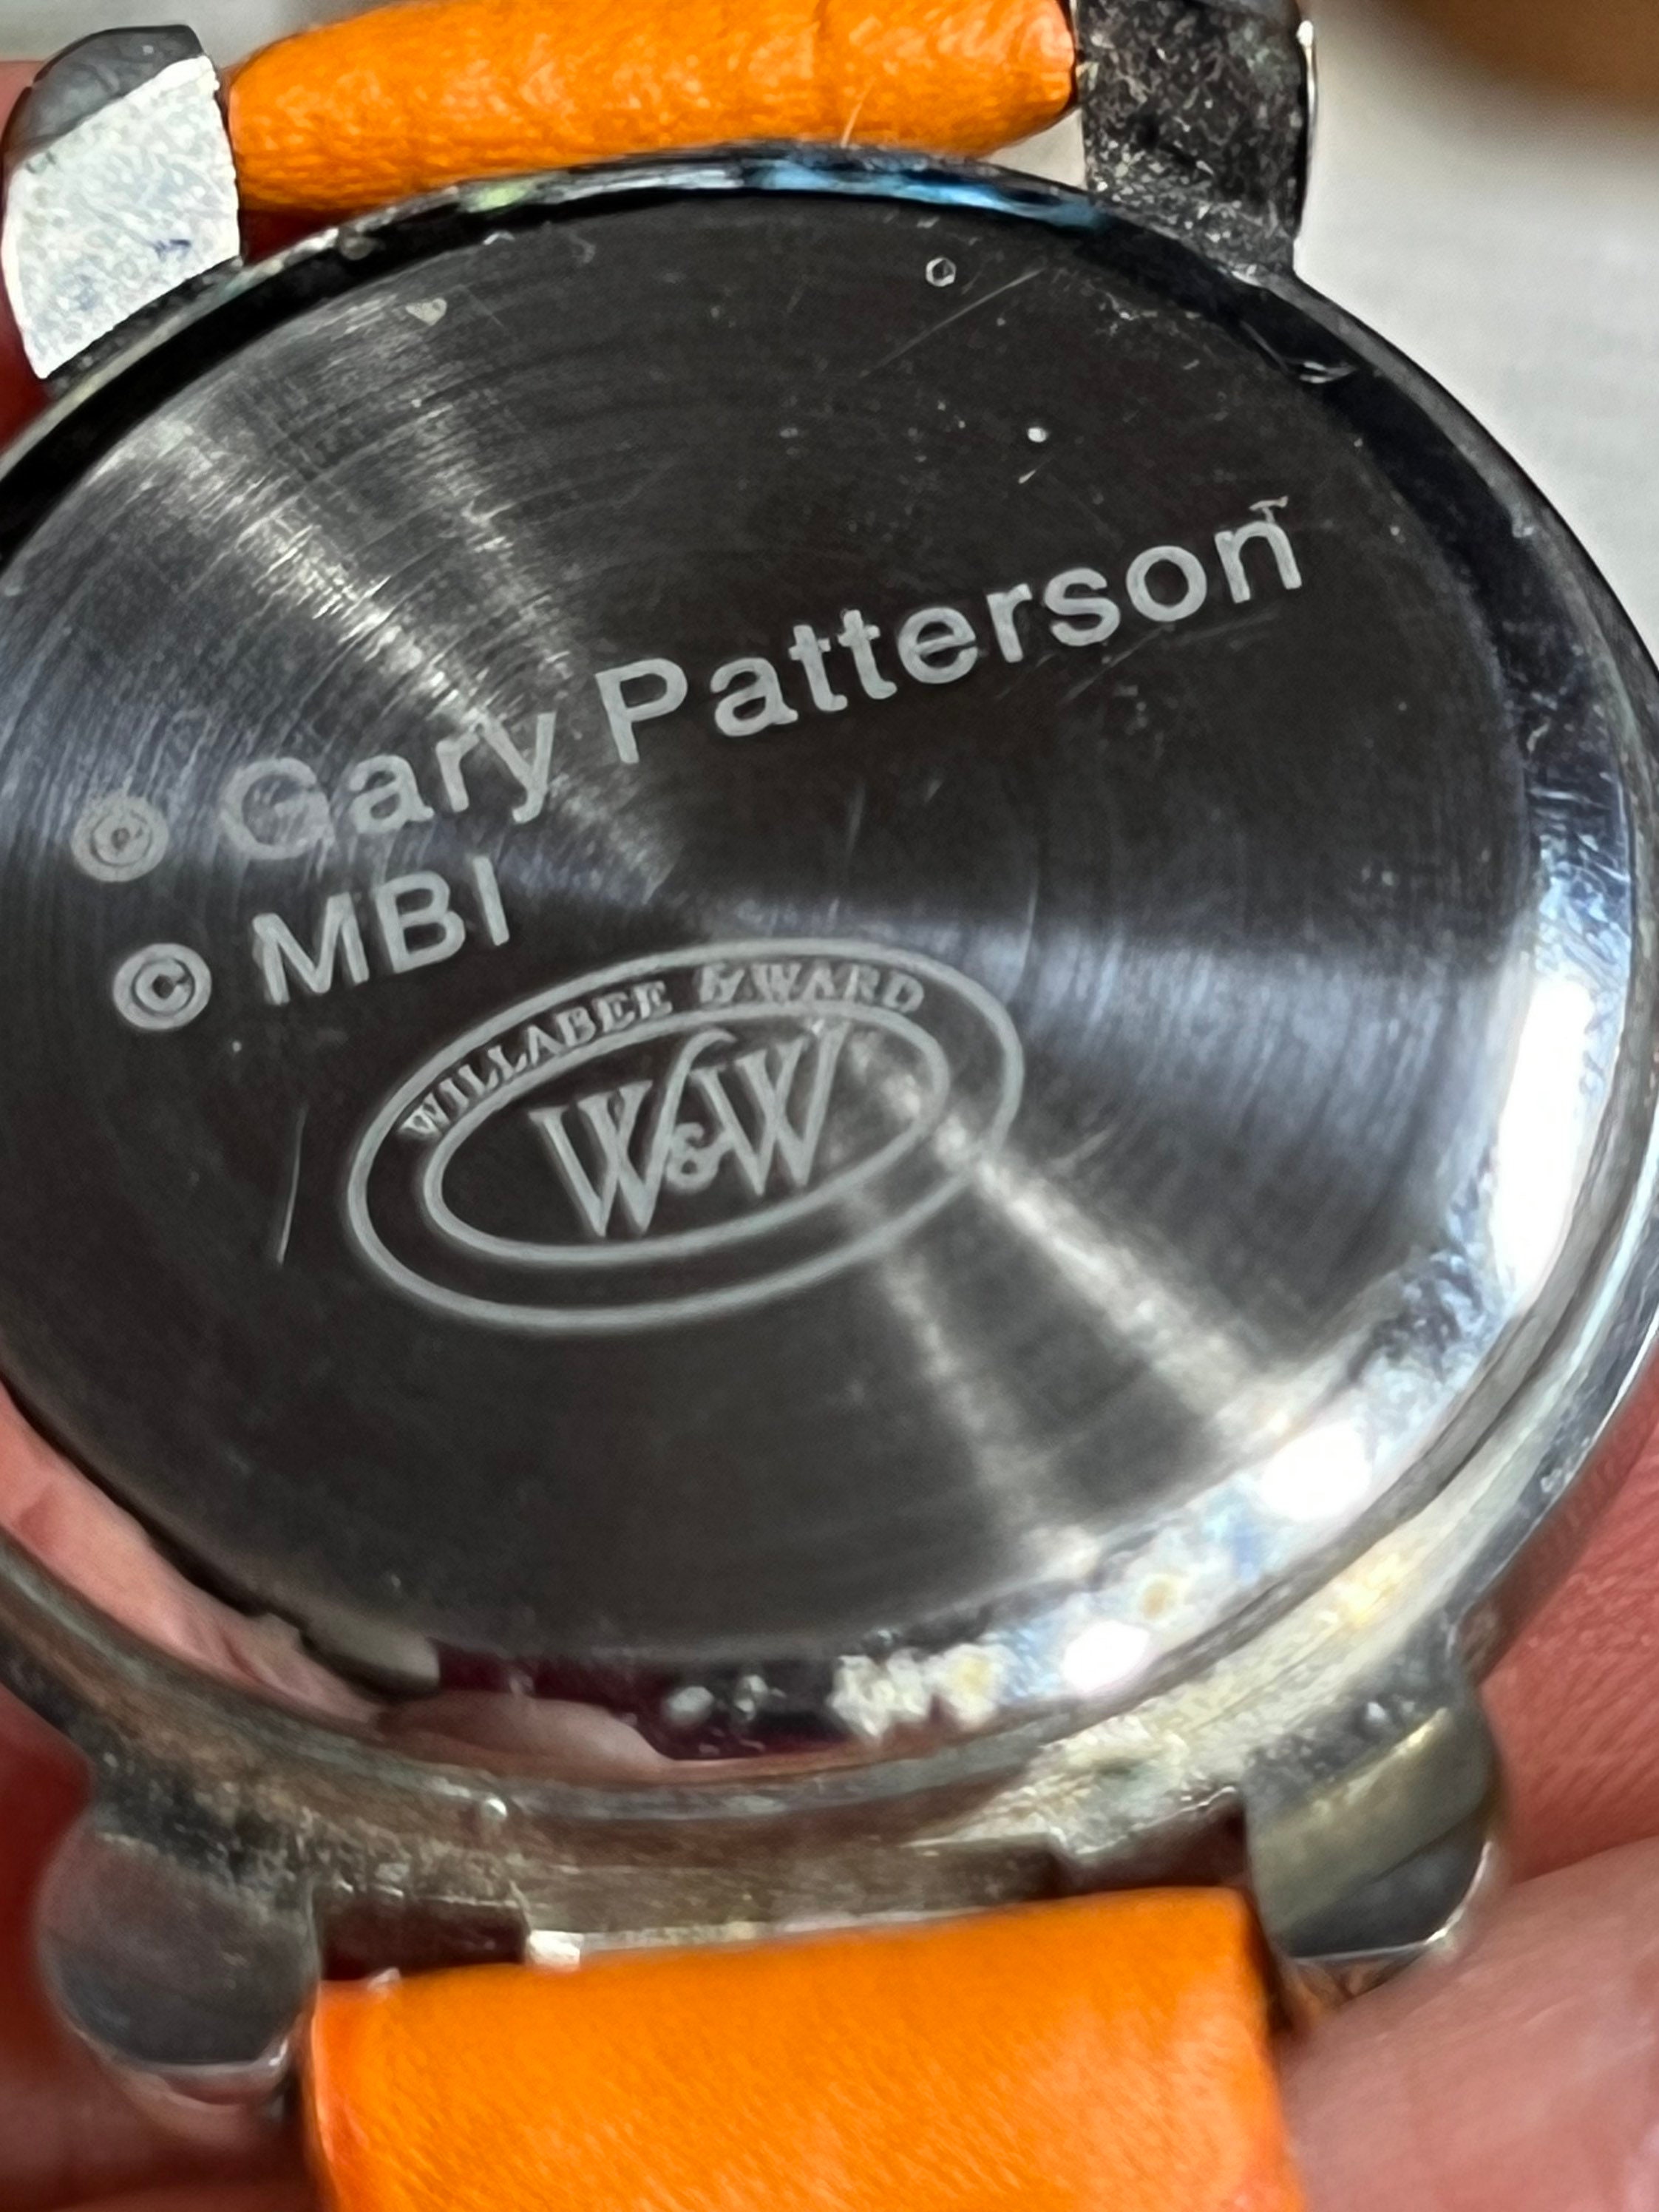 © Gary Patterson
© MBI
WILLABEE & WARD
W&W